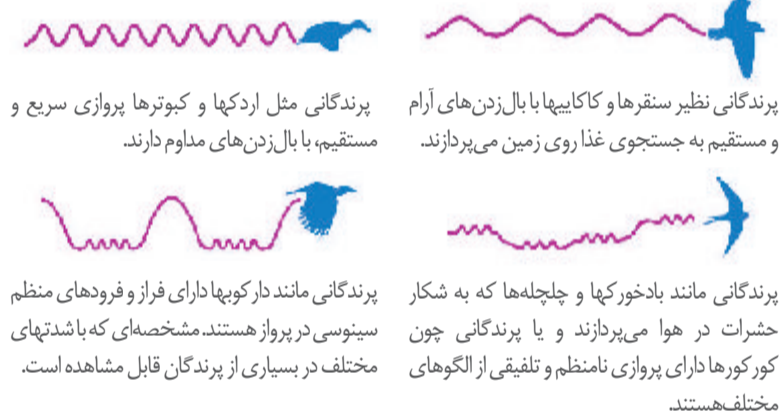 پرندگانی نظیر سنقرها و کاکاییها با بال‌زدن‌های آرام
و مستقیم به جستجوی غذا روی زمین می‌پردازند.
پرندگانی مثل اردکها و کبوترها پروازی سریع و
مستقیم، با بال‌زدن‌های مداوم دارند.
پرندگانی مانند بادخورکها و چلچله‌ها که به شکار
حشرات در هوا می‌پردازند و یا پرندگانی چون
کورکورها دارای پروازی نامنظم و تلفیقی از الگوهای
مختلف‌هستند.
پرندگانی مانند دارکوبها دارای فراز و فرودهای منظم
سینوسی در پرواز هستند. مشخصه‌ای که با شدتهای
مختلف در بسیاری از پرندگان قابل مشاهده است.